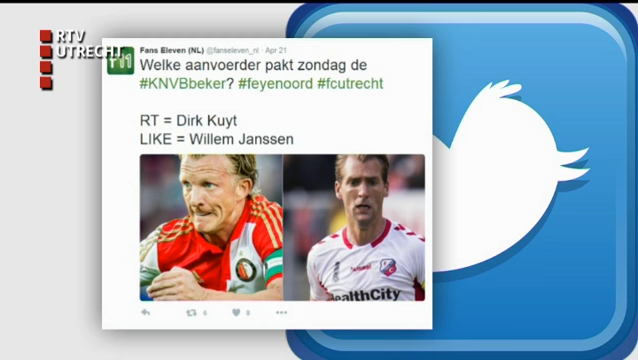 RTV
UTRECHT
Fans Eleven (NL) @fanseleven_nl · Apr 21
Welke aanvoerder pakt zondag de
#KNVBbeker? #feyenoord #fcutrecht
RT = Dirk Kuyt
LIKE = Willem Janssen
HealthCity